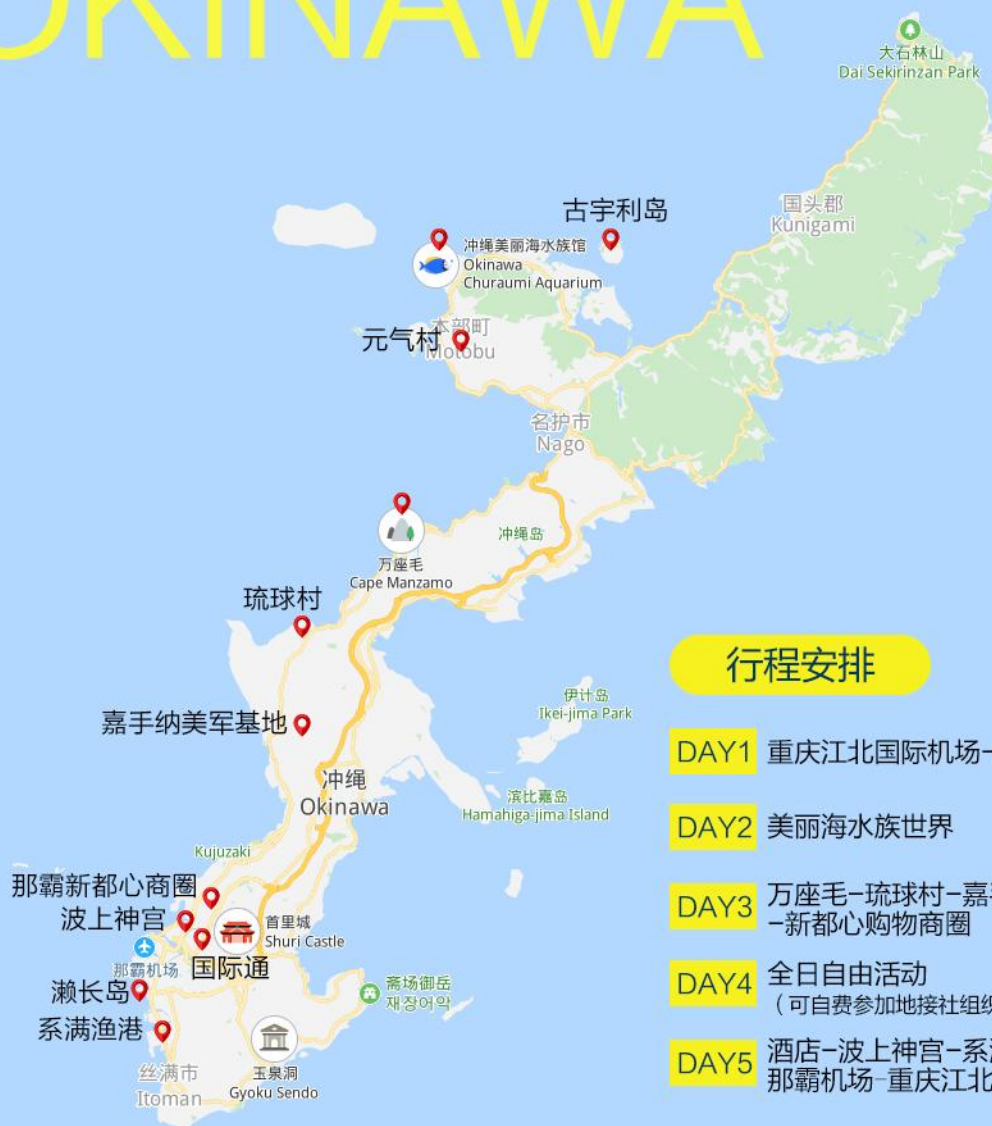 OKINAWA
大石林山
Dai Sekirinzan Park
国头郡
Kunigami
古宇利岛
冲绳美丽海水族馆
Okinawa
Churaumi Aquarium
元气村
本部町
Motobu
名护市
Nago
冲绳岛
万座毛
Cape Manzamo
琉球村
嘉手纳美军基地
伊计岛
Ikei-jima Park
冲绳
Okinawa
滨比嘉岛
Hamahiga-jima Island
Kujuzaki
那霸新都心商圈
波上神宫
首里城
Shuri Castle
那霸机场
国际通
濑长岛
系满渔港
斋场御岳
재장어악
丝满市
Itoman
玉泉洞
Gyoku Sendo
行程安排
DAY1 重庆江北国际机场-
DAY2 美丽海水族世界
DAY3 万座毛-琉球村-嘉手
-新都心购物商圈
DAY4 全日自由活动
（可自费参加地接社组织
DAY5 酒店-波上神宫-系满
那霸机场-重庆江北